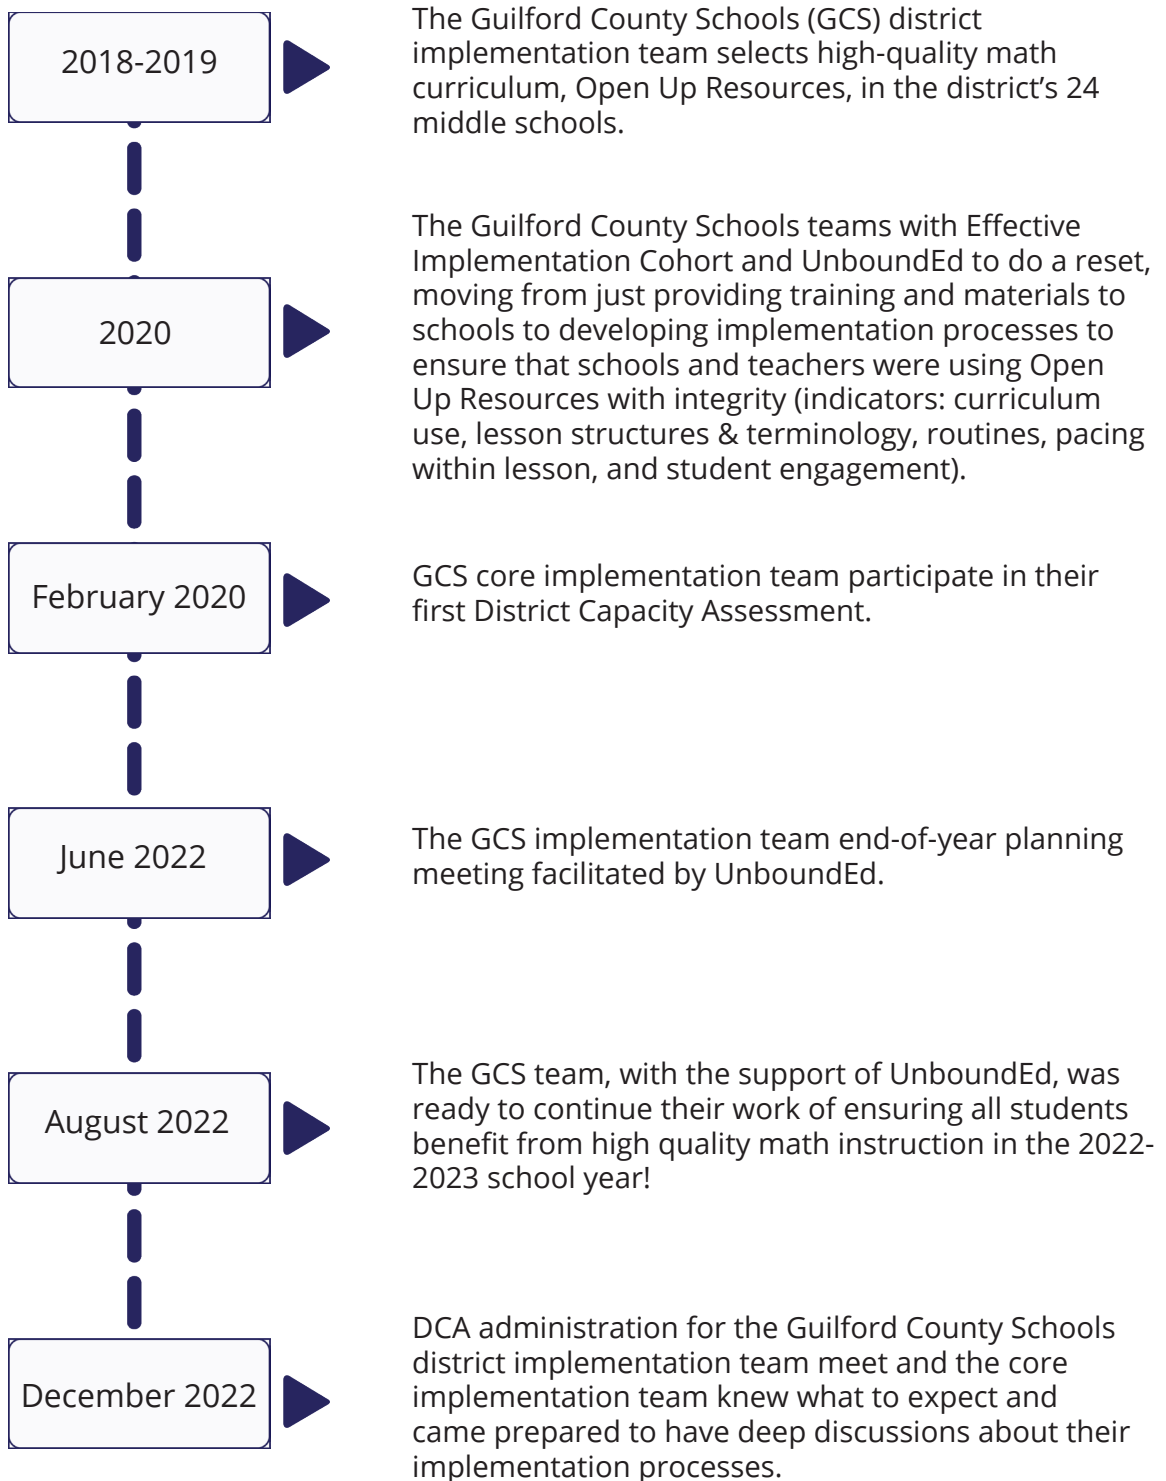 2018-2019
The Guilford County Schools (GCS) district
implementation team selects high-quality math
curriculum, Open Up Resources, in the district’s 24
middle schools.
2020
The Guilford County Schools teams with Effective
Implementation Cohort and UnboundEd to do a reset,
moving from just providing training and materials to
schools to developing implementation processes to
ensure that schools and teachers were using Open
Up Resources with integrity (indicators: curriculum
use, lesson structures & terminology, routines, pacing
within lesson, and student engagement).
February 2020
GCS core implementation team participate in their
first District Capacity Assessment.
June 2022
The GCS implementation team end-of-year planning
meeting facilitated by UnboundEd.
August 2022
The GCS team, with the support of UnboundEd, was
ready to continue their work of ensuring all students
benefit from high quality math instruction in the 2022-
2023 school year!
December 2022
DCA administration for the Guilford County Schools
district implementation team meet and the core
implementation team knew what to expect and
came prepared to have deep discussions about their
implementation processes.